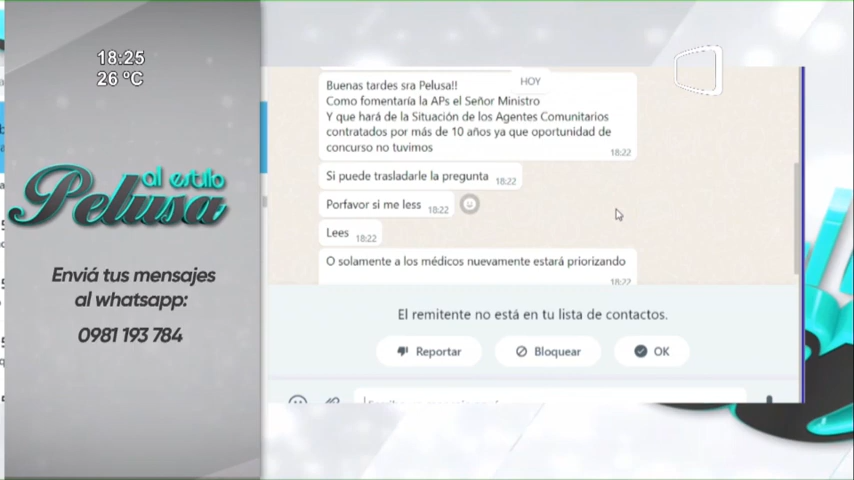 18:25
26 ºC
al estilo
Pelusa
Enviá tus mensajes
al whatsapp:
0981 193 784
HOY
Buenas tardes sra Pelusa!!
Como fomentaría la APs el Señor Ministro
Y que hará de la Situación de los Agentes Comunitarios
contratados por más de 10 años ya que oportunidad de
concurso no tuvimos
18:22
Si puede trasladarle la pregunta 18:22
Porfavor si me less 18:22
Lees 18:22
O solamente a los médicos nuevamente estará priorizando
18:22
El remitente no está en tu lista de contactos.
Reportar
Bloquear
OK